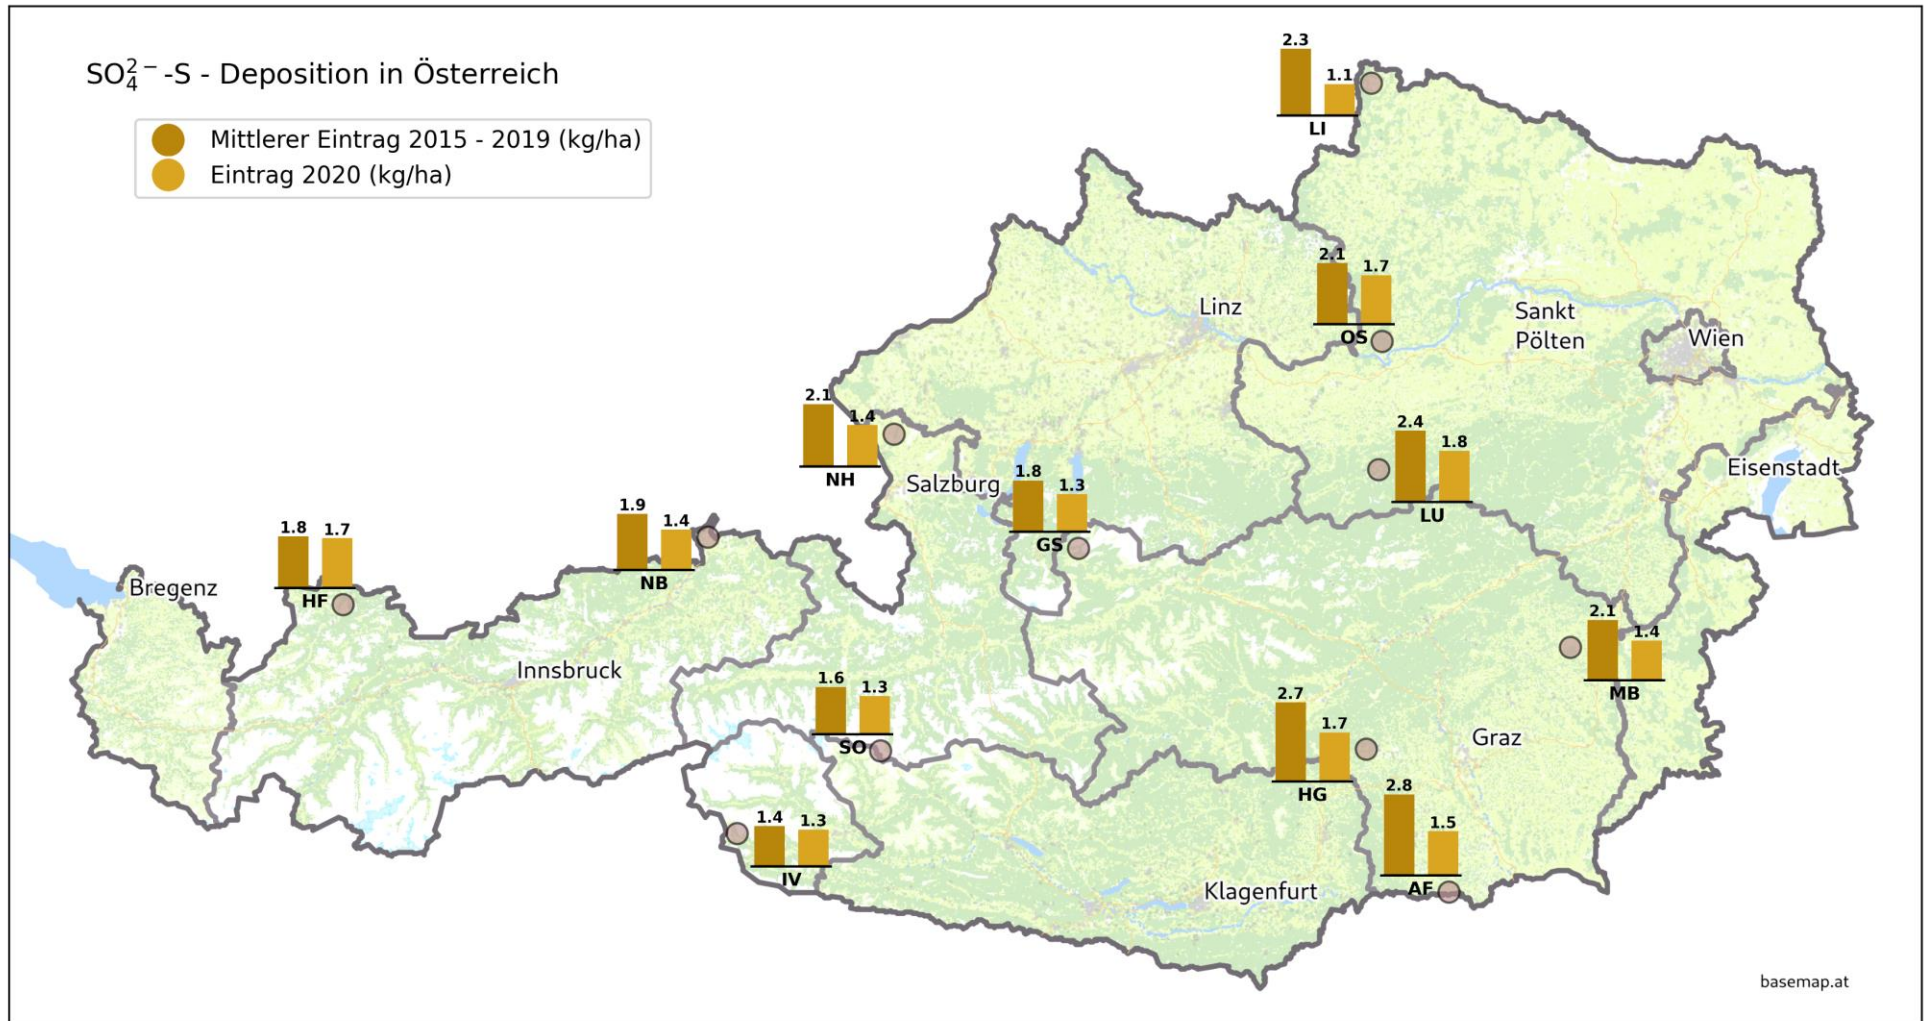 SO₄²⁻-S - Deposition in Österreich
Mittlerer Eintrag 2015 - 2019 (kg/ha)
Eintrag 2020 (kg/ha)
2.3
1.1
LI
2.1
1.7
OS
Linz
Sankt
Pölten
Wien
2.1
1.4
NH
2.4
1.8
LU
Salzburg
1.8
1.3
GS
Eisenstadt
1.9
1.4
NB
1.8
1.7
HF
Bregenz
Innsbruck
2.1
1.4
MB
1.6
1.3
SO
2.7
1.7
HG
Graz
2.8
1.5
AF
1.4
1.3
IV
Klagenfurt
basemap.at